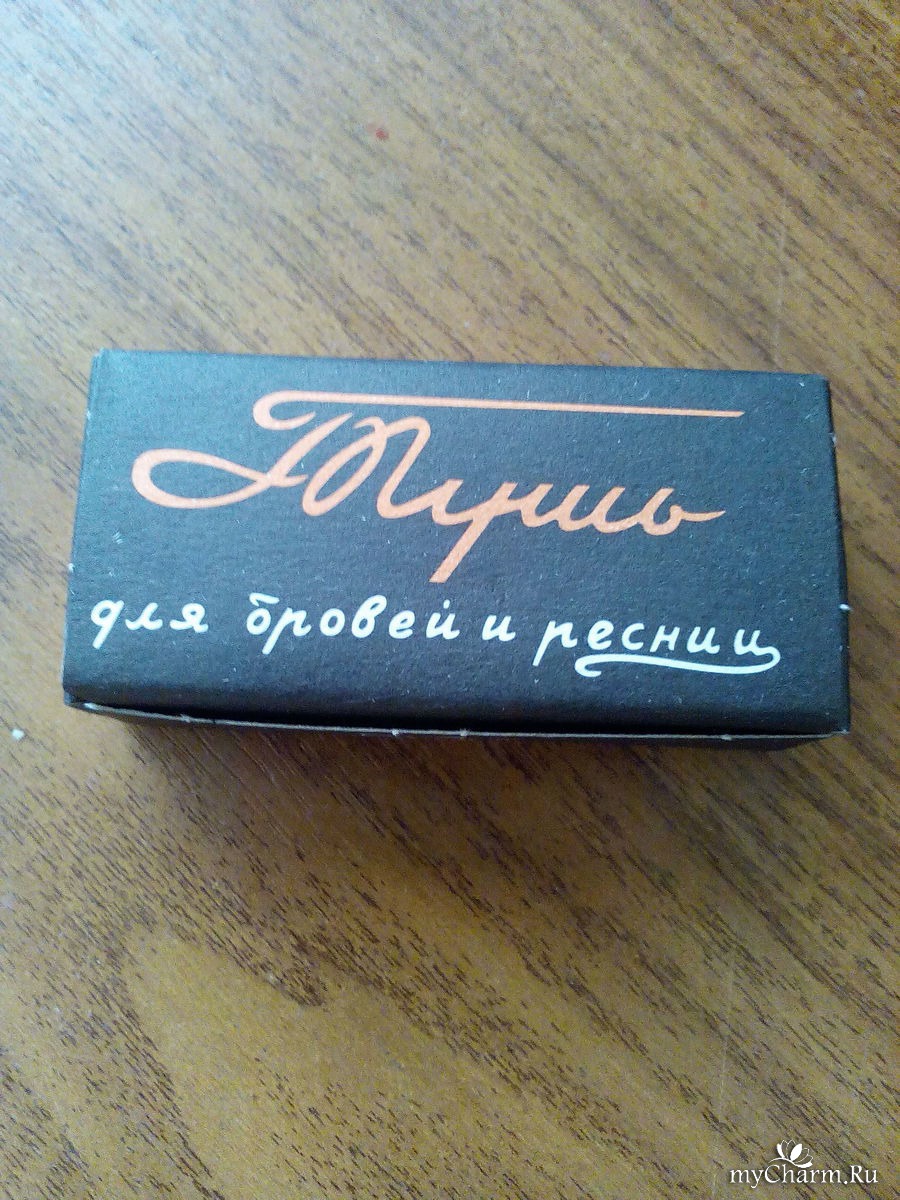 Тушь
для бровей и ресниц
myCharm.Ru